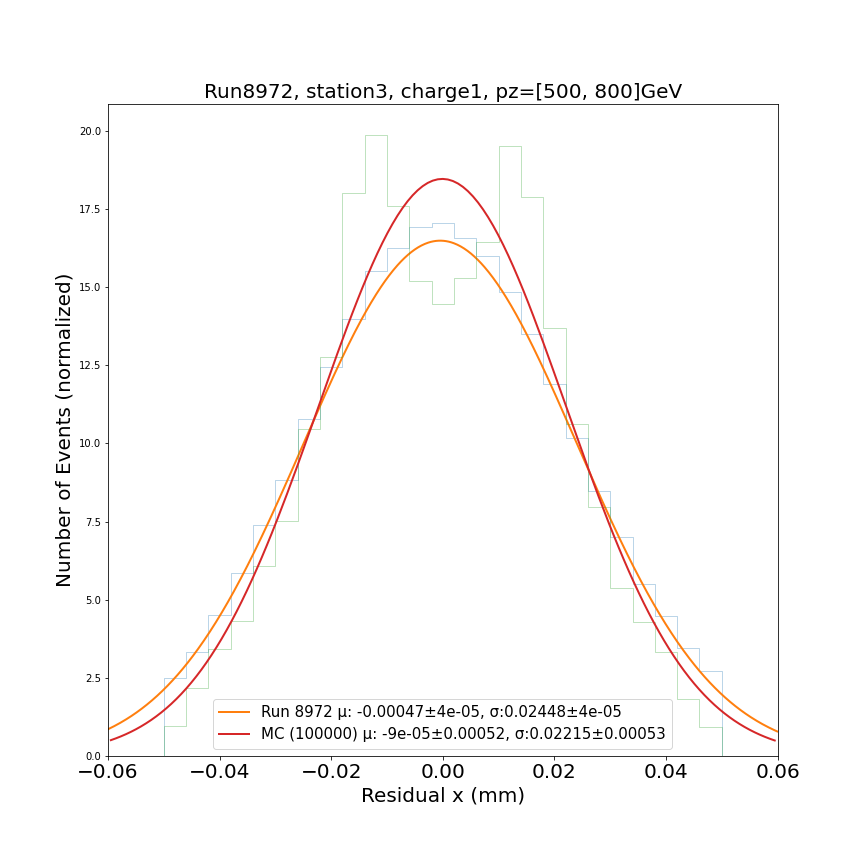 Run8972, station3, charge1, pz=[500, 800]GeV
Number of Events (normalized)
20.0
17.5
15.0
12.5
10.0
7.5
5.0
2.5
0.0
Run 8972 μ: -0.00047±4e-05, σ:0.02448±4e-05
MC (100000) μ: -9e-05±0.00052, σ:0.02215±0.00053
−0.06 −0.04 −0.02 0.00 0.02 0.04 0.06
Residual x (mm)